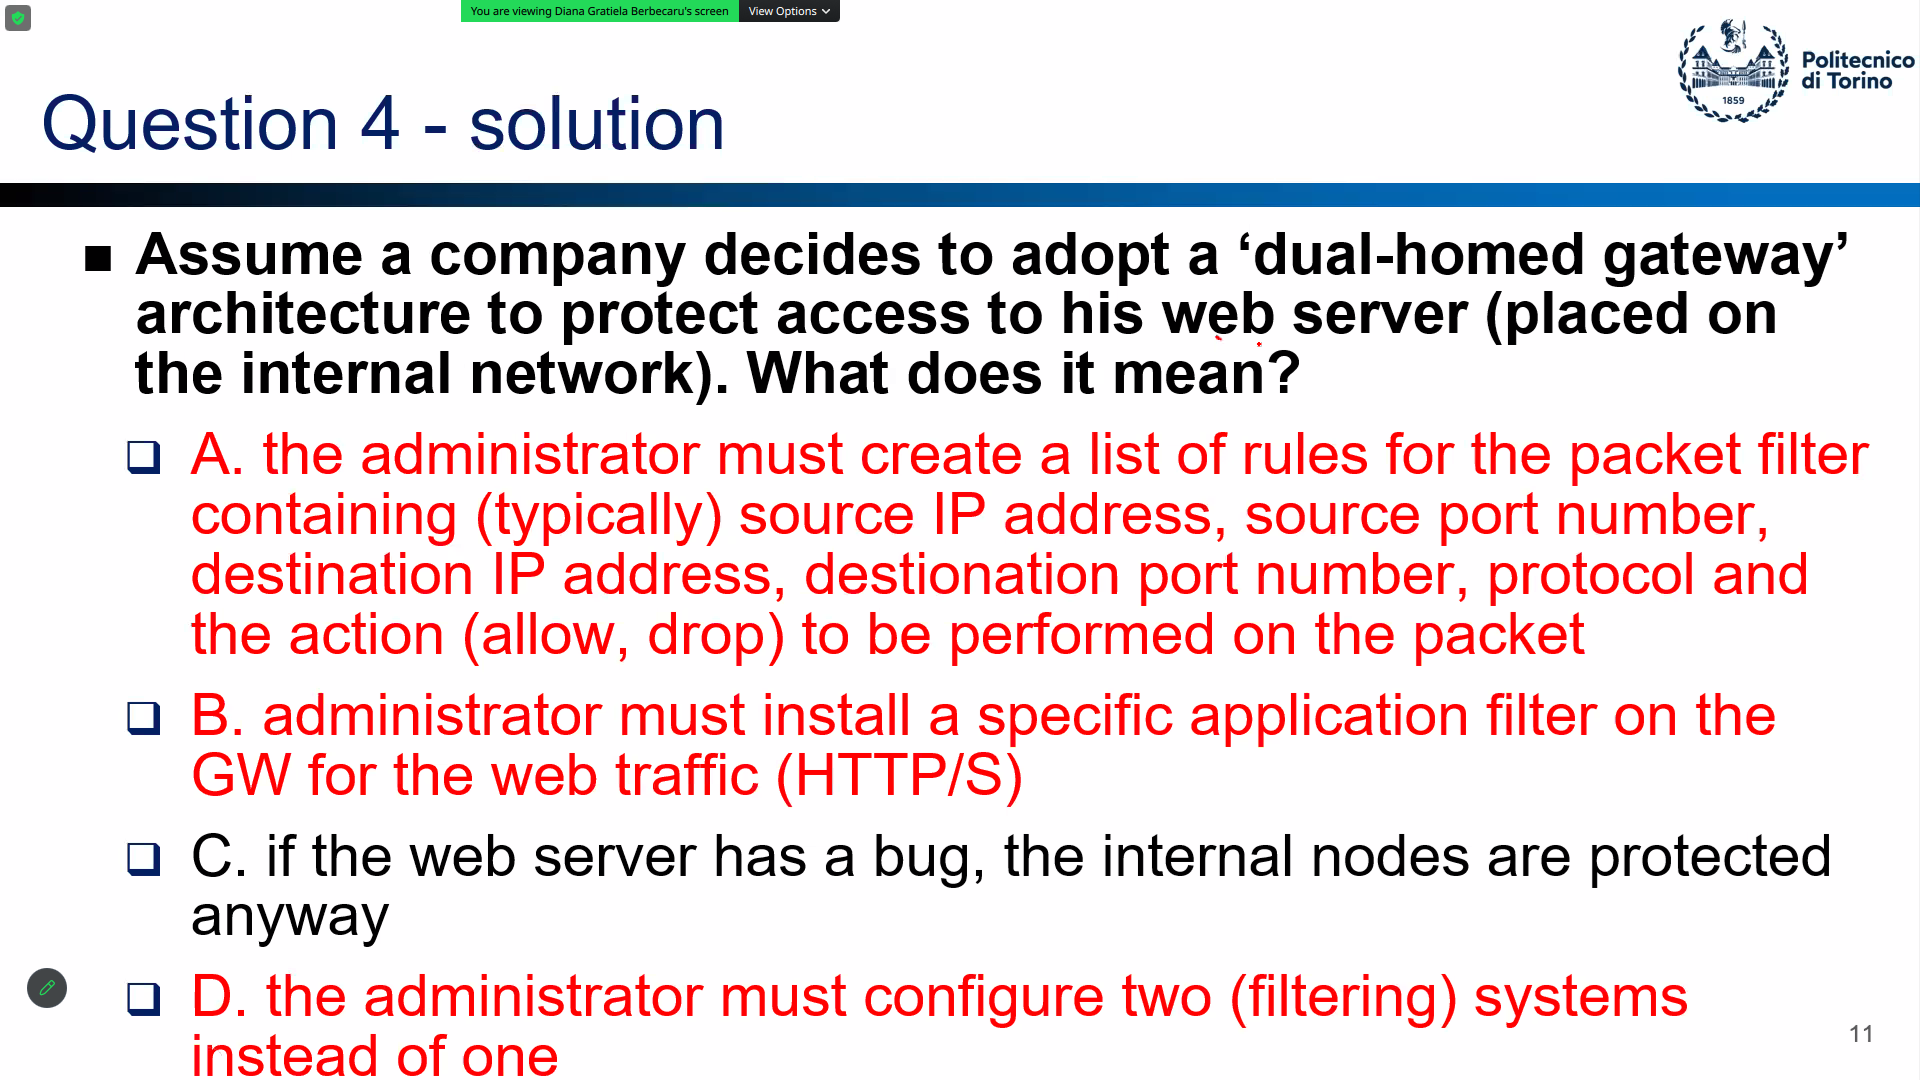 You are viewing Diana Gratiela Berbecaru's screen View Options
Politecnico
di Torino
1859
Question 4 - solution
Assume a company decides to adopt a ‘dual-homed gateway’
architecture to protect access to his web server (placed on
the internal network). What does it mean?
A. the administrator must create a list of rules for the packet filter
containing (typically) source IP address, source port number,
destination IP address, destionation port number, protocol and
the action (allow, drop) to be performed on the packet
B. administrator must install a specific application filter on the
GW for the web traffic (HTTP/S)
C. if the web server has a bug, the internal nodes are protected
anyway
D. the administrator must configure two (filtering) systems
instead of one
11